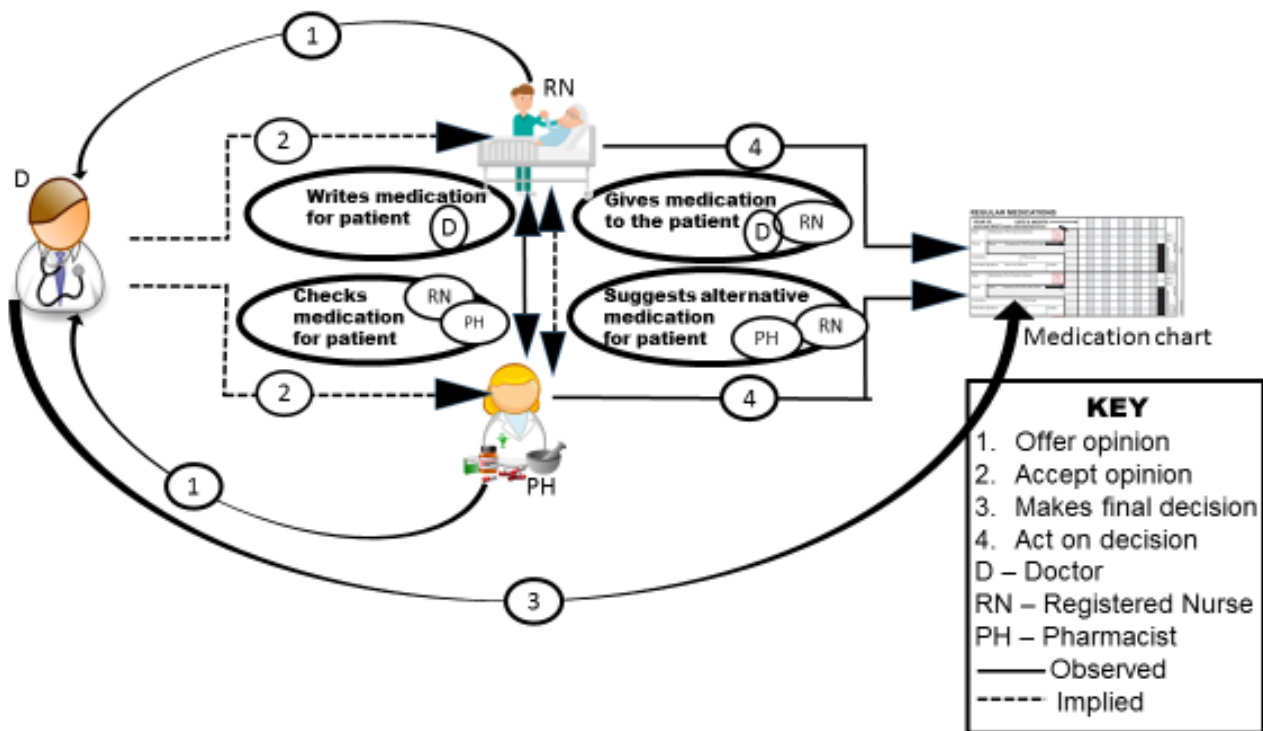 1
RN
2
4
D
Writes medication
for patient
D
Gives medication
to the patient
D
RN
REGULAR MEDICATIONS
Checks
medication
for patient
RN
PH
Suggests alternative
medication
for patient
PH
RN
Medication chart
2
4
1
PH
3
KEY
1. Offer opinion
2. Accept opinion
3. Makes final decision
4. Act on decision
D – Doctor
RN – Registered Nurse
PH – Pharmacist
Observed
Implied